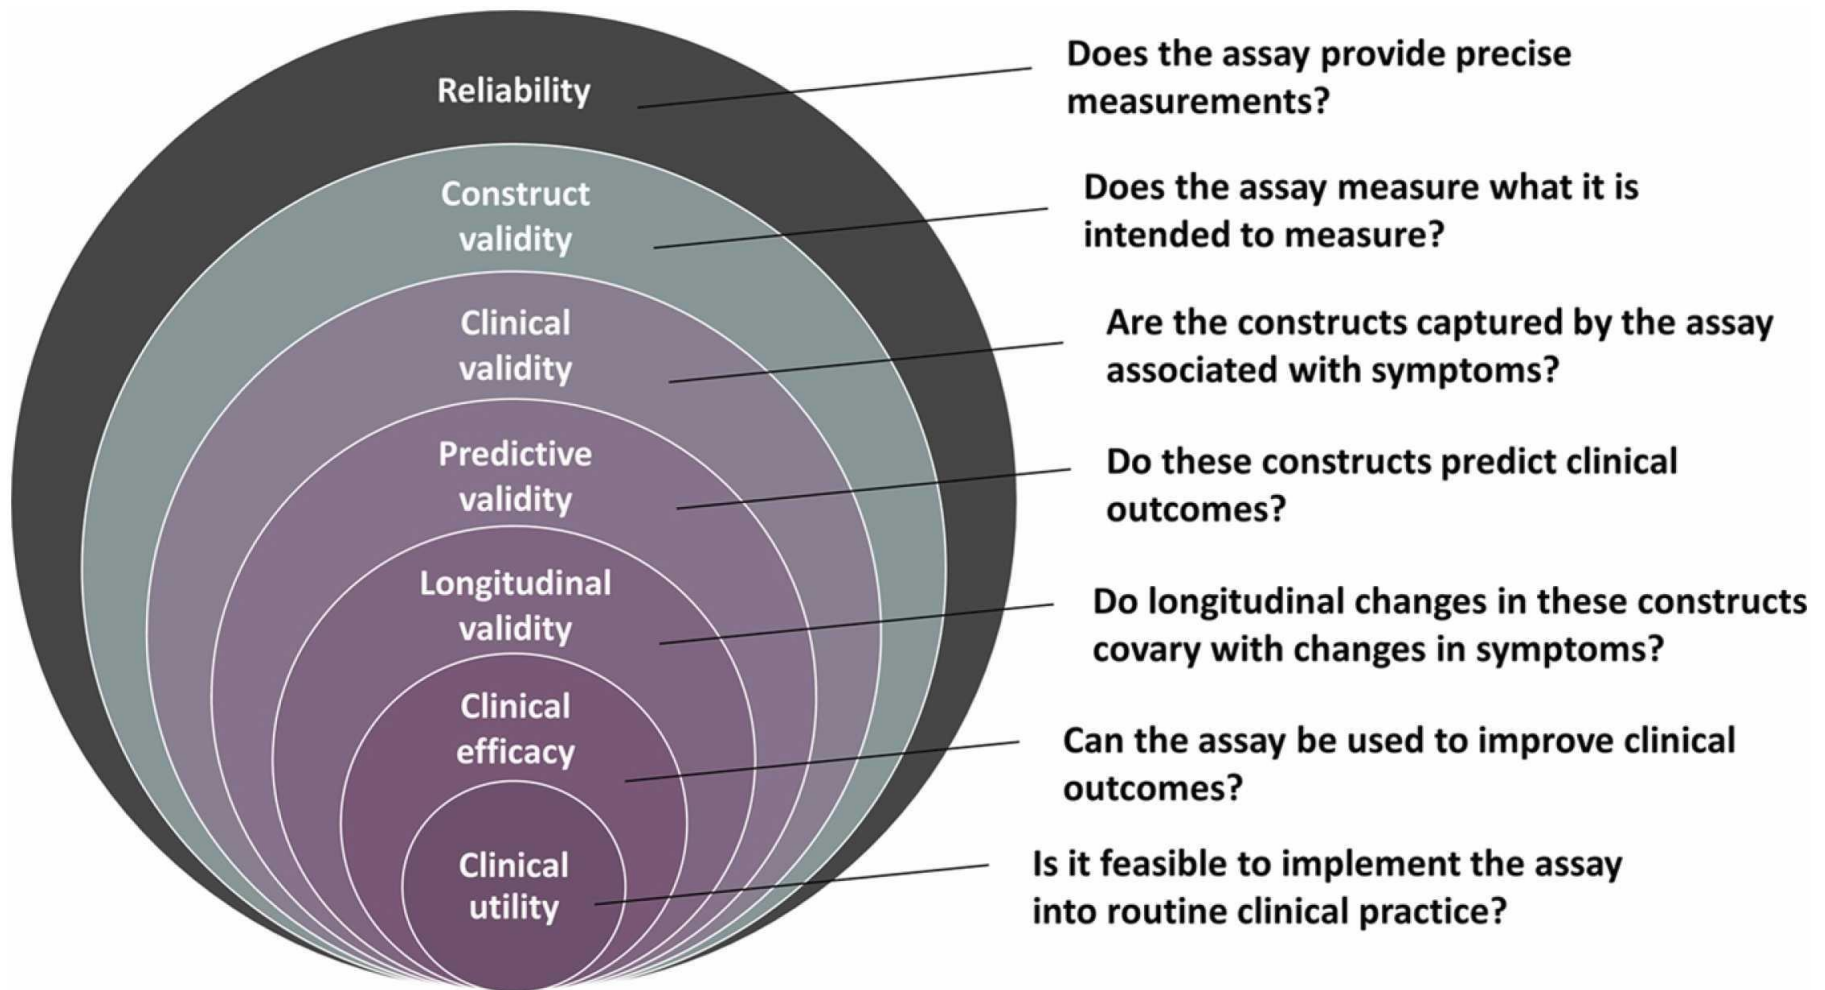 Reliability
Does the assay provide precise
measurements?
Construct
validity
Does the assay measure what it is
intended to measure?
Clinical
validity
Are the constructs captured by the assay
associated with symptoms?
Predictive
validity
Do these constructs predict clinical
outcomes?
Longitudinal
validity
Do longitudinal changes in these constructs
covary with changes in symptoms?
Clinical
efficacy
Can the assay be used to improve clinical
outcomes?
Clinical
utility
Is it feasible to implement the assay
into routine clinical practice?